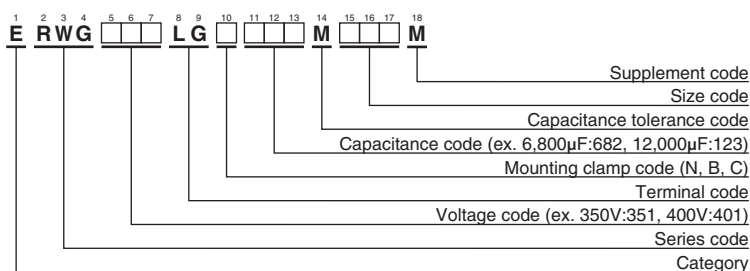 1 2 3 4 5 6 7 8 9 10 11 12 13 14 15 16 17 18
E RWG □□□ LG □ □□□ M □□□ M
Supplement code
Size code
Capacitance tolerance code
Capacitance code (ex. 6,800µF:682, 12,000µF:123)
Mounting clamp code (N, B, C)
Terminal code
Voltage code (ex. 350V:351, 400V:401)
Series code
Category